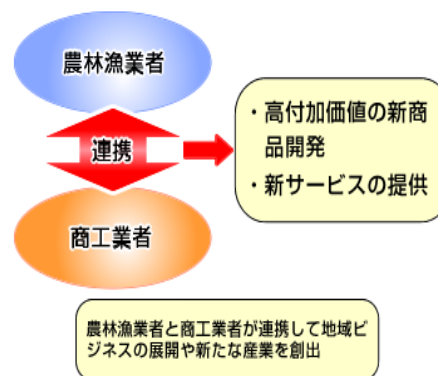 農林漁業者
連携
商工業者
・高付加価値の新商
品開発
・新サービスの提供
農林漁業者と商工業者が連携して地域ビ
ジネスの展開や新たな産業を創出